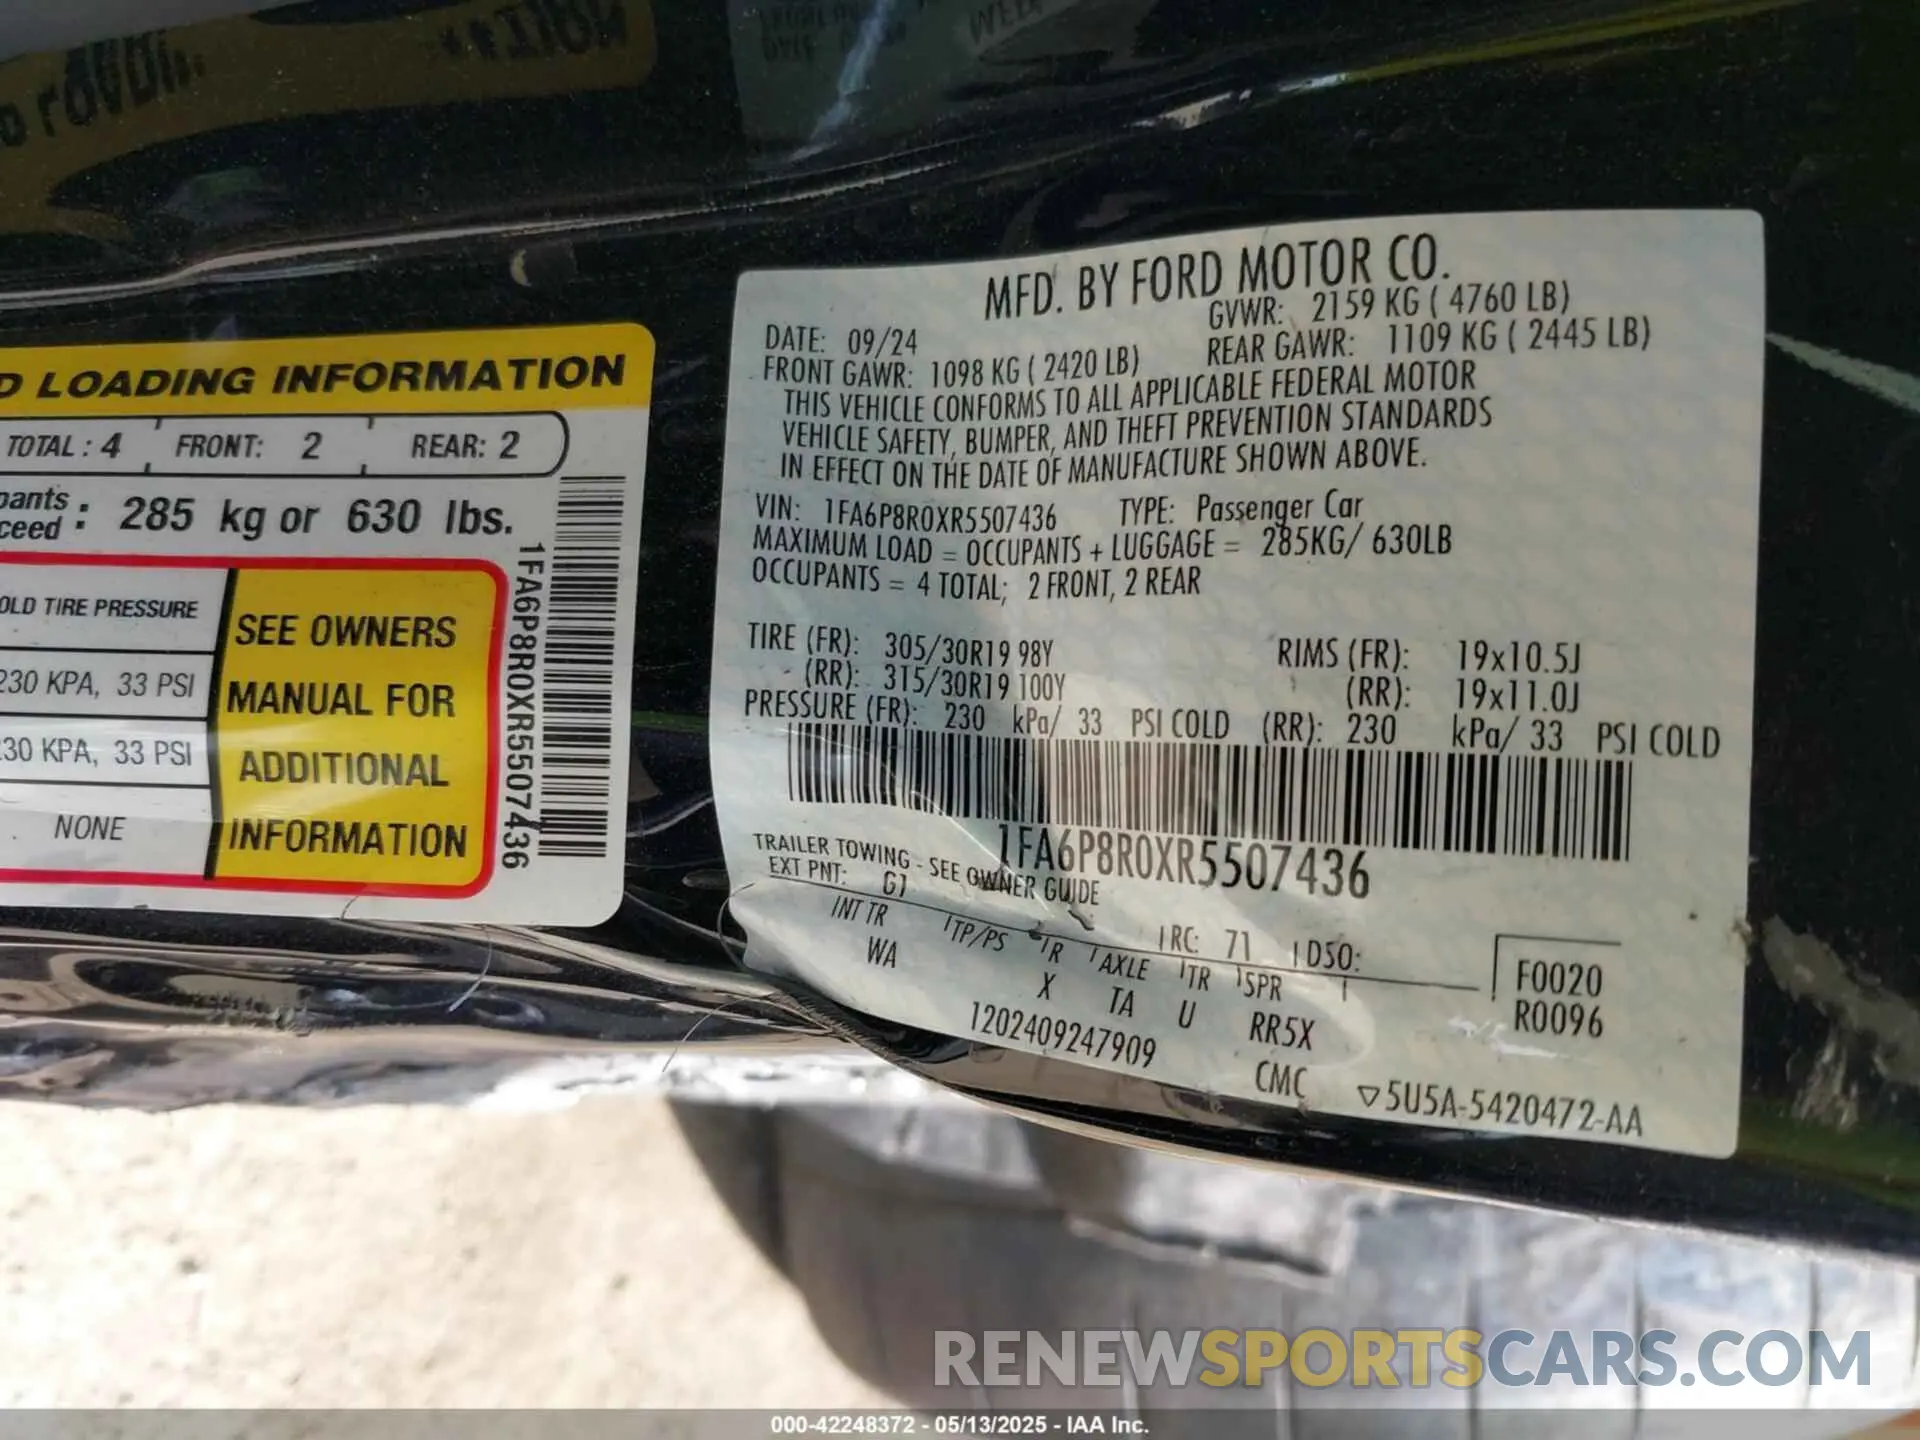 D LOADING INFORMATION
TOTAL : 4 FRONT: 2 REAR: 2
pants
ceed : 285 kg or 630 lbs.
OLD TIRE PRESSURE
230 KPA, 33 PSI
30 KPA, 33 PSI
NONE
SEE OWNERS
MANUAL FOR
ADDITIONAL
INFORMATION
1FA6P8R0XR5507436
MFD. BY FORD MOTOR CO.
DATE: 09/24 GVWR: 2159 KG ( 4760 LB)
FRONT GAWR: 1098 KG ( 2420 LB) REAR GAWR: 1109 KG ( 2445 LB)
THIS VEHICLE CONFORMS TO ALL APPLICABLE FEDERAL MOTOR
VEHICLE SAFETY, BUMPER, AND THEFT PREVENTION STANDARDS
IN EFFECT ON THE DATE OF MANUFACTURE SHOWN ABOVE.
VIN: 1FA6P8R0XR5507436 TYPE: Passenger Car
MAXIMUM LOAD = OCCUPANTS + LUGGAGE = 285KG/ 630LB
OCCUPANTS = 4 TOTAL; 2 FRONT, 2 REAR
TIRE (FR): 305/30R19 98Y RIMS (FR): 19x10.5J
(RR): 315/30R19 100Y (RR): 19x11.0J
PRESSURE (FR): 230 kPa/ 33 PSI COLD (RR): 230 kPa/ 33 PSI COLD
1FA6P8R0XR5507436
TRAILER TOWING - SEE OWNER GUIDE
EXT PNT: G1 RC: 71 DSO:
INT TR TP/PS R AXLE TR SPR
WA X TA U RR5X
F0020
R0096
1202409247909 CMC ▽5U5A-5420472-AA
RENEWSPORTSCARS.COM
000-42248372 - 05/13/2025 - IAA Inc.